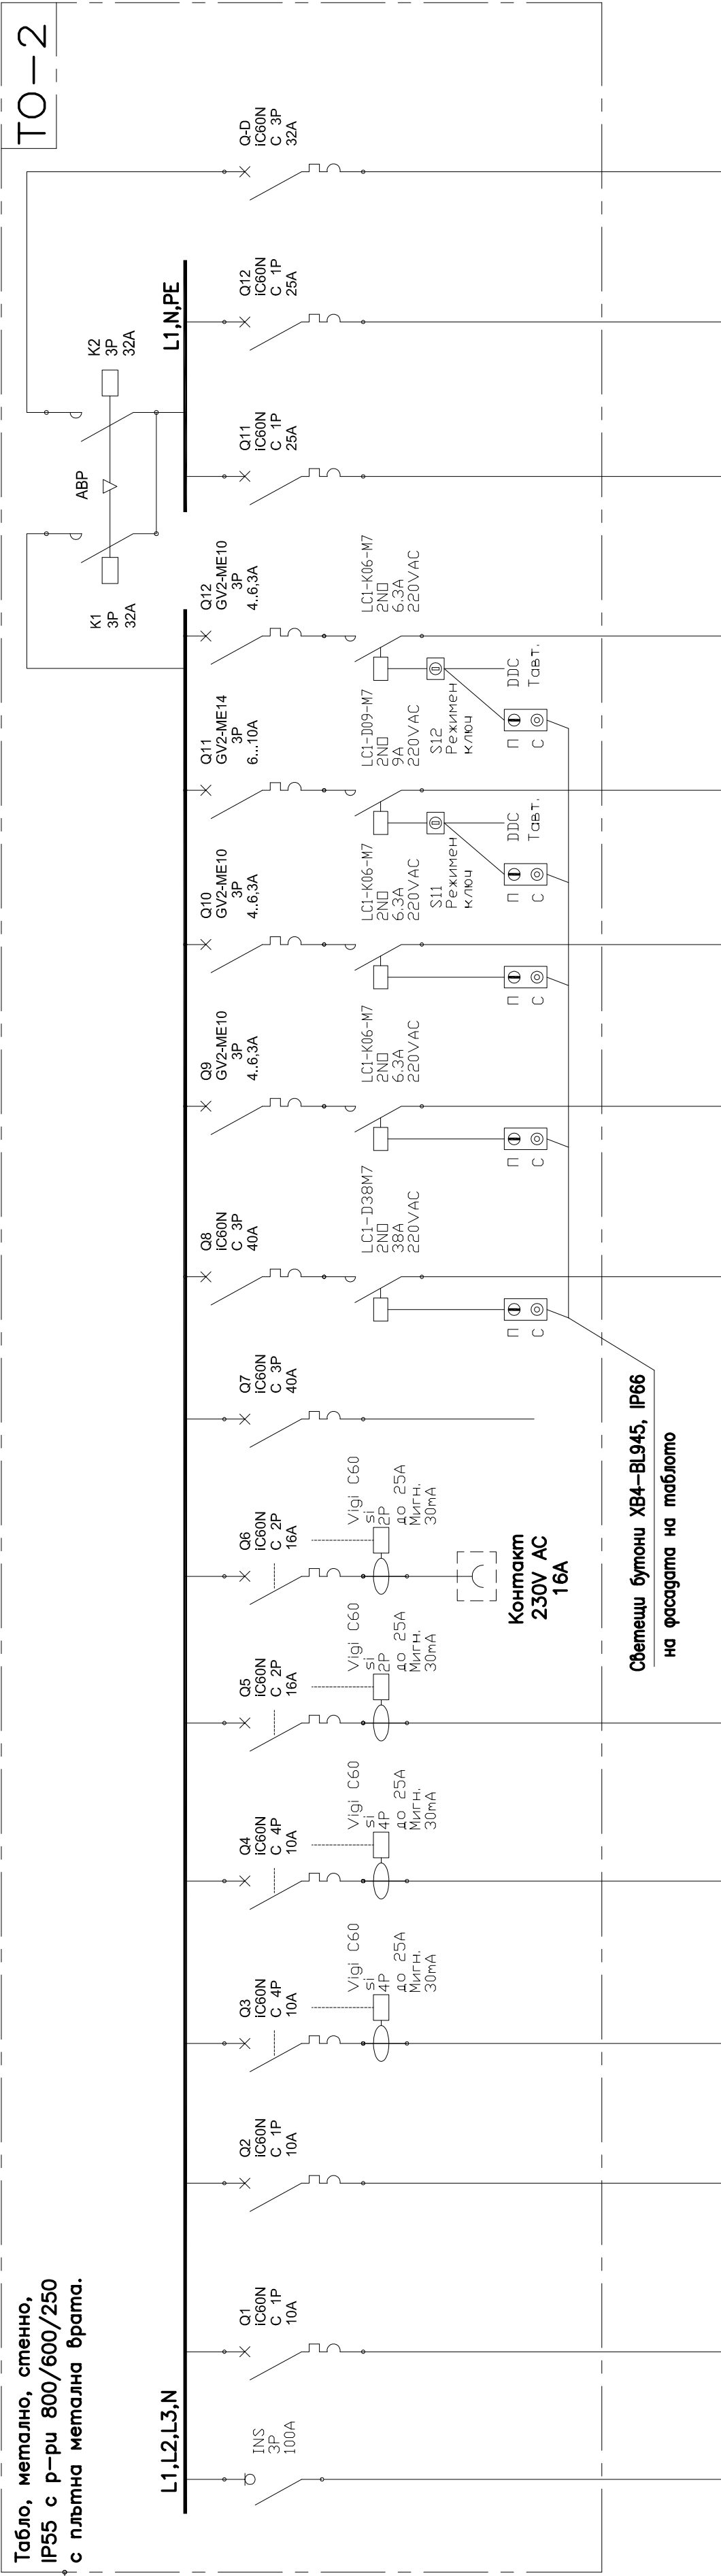 Табло, метално, стенно,
IP55 с р-ри 800/600/250
с плътна метална врата.
ТО-2
L1,L2,L3,N
INS
3P
100A
Q1
iC60N
C 1P
10A
Q2
iC60N
C 1P
10A
Q3
iC60N
C 4P
10A
Vigi C60
si
4P
до 25A
Мигн.
30mA
Q4
iC60N
C 4P
10A
Vigi C60
si
4P
до 25A
Мигн.
30mA
Q5
iC60N
C 2P
16A
Vigi C60
si
2P
до 25A
Мигн.
30mA
Q6
iC60N
C 2P
16A
Vigi C60
si
2P
до 25A
Мигн.
30mA
Контакт
230V AC
16A
Q7
iC60N
C 3P
40A
Q8
iC60N
C 3P
40A
LC1-D38M7
2NO
38A
220VAC
П
С
Q9
GV2-ME10
3P
4..6,3A
LC1-K06-M7
2NO
6.3A
220VAC
П
С
Q10
GV2-ME10
3P
4..6,3A
LC1-K06-M7
2NO
6.3A
220VAC
П
С
Q11
GV2-ME14
3P
6...10A
LC1-D09-M7
2NO
9A
220VAC
S11
Режимен
ключ
П
С
DDC
Тавт.
Q12
GV2-ME10
3P
4..6,3A
LC1-K06-M7
2NO
6.3A
220VAC
S12
Режимен
ключ
П
С
DDC
Тавт.
Светещи бутони XB4-BL945, IP66
на фасадата на таблото
K1
3P
32A
АВР
K2
3P
32A
L1,N,PE
Q11
iC60N
C 1P
25A
Q12
iC60N
C 1P
25A
Q-D
iC60N
C 3P
32A